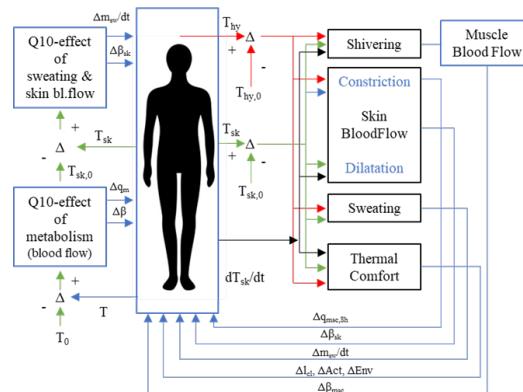 Q10-effect
of
sweating &
skin bl.flow
Δm_sw/dt
Δβ_sk
+
-
Δ
T_sk
T_sk,0
Q10-effect
of
metabolism
(blood flow)
Δq_m
Δβ
+
-
Δ
T
T_0
T_hy
+
Δ
-
T_hy,0
T_sk
+
Δ
-
T_sk,0
dT_sk/dt
Shivering
Muscle
Blood Flow
Constriction
Skin
BloodFlow
Dilatation
Sweating
Thermal
Comfort
Δq_msc,Sh
Δβ_sk
Δm_sw/dt
ΔI_cl, ΔAct, ΔEnv
Δβ_msc